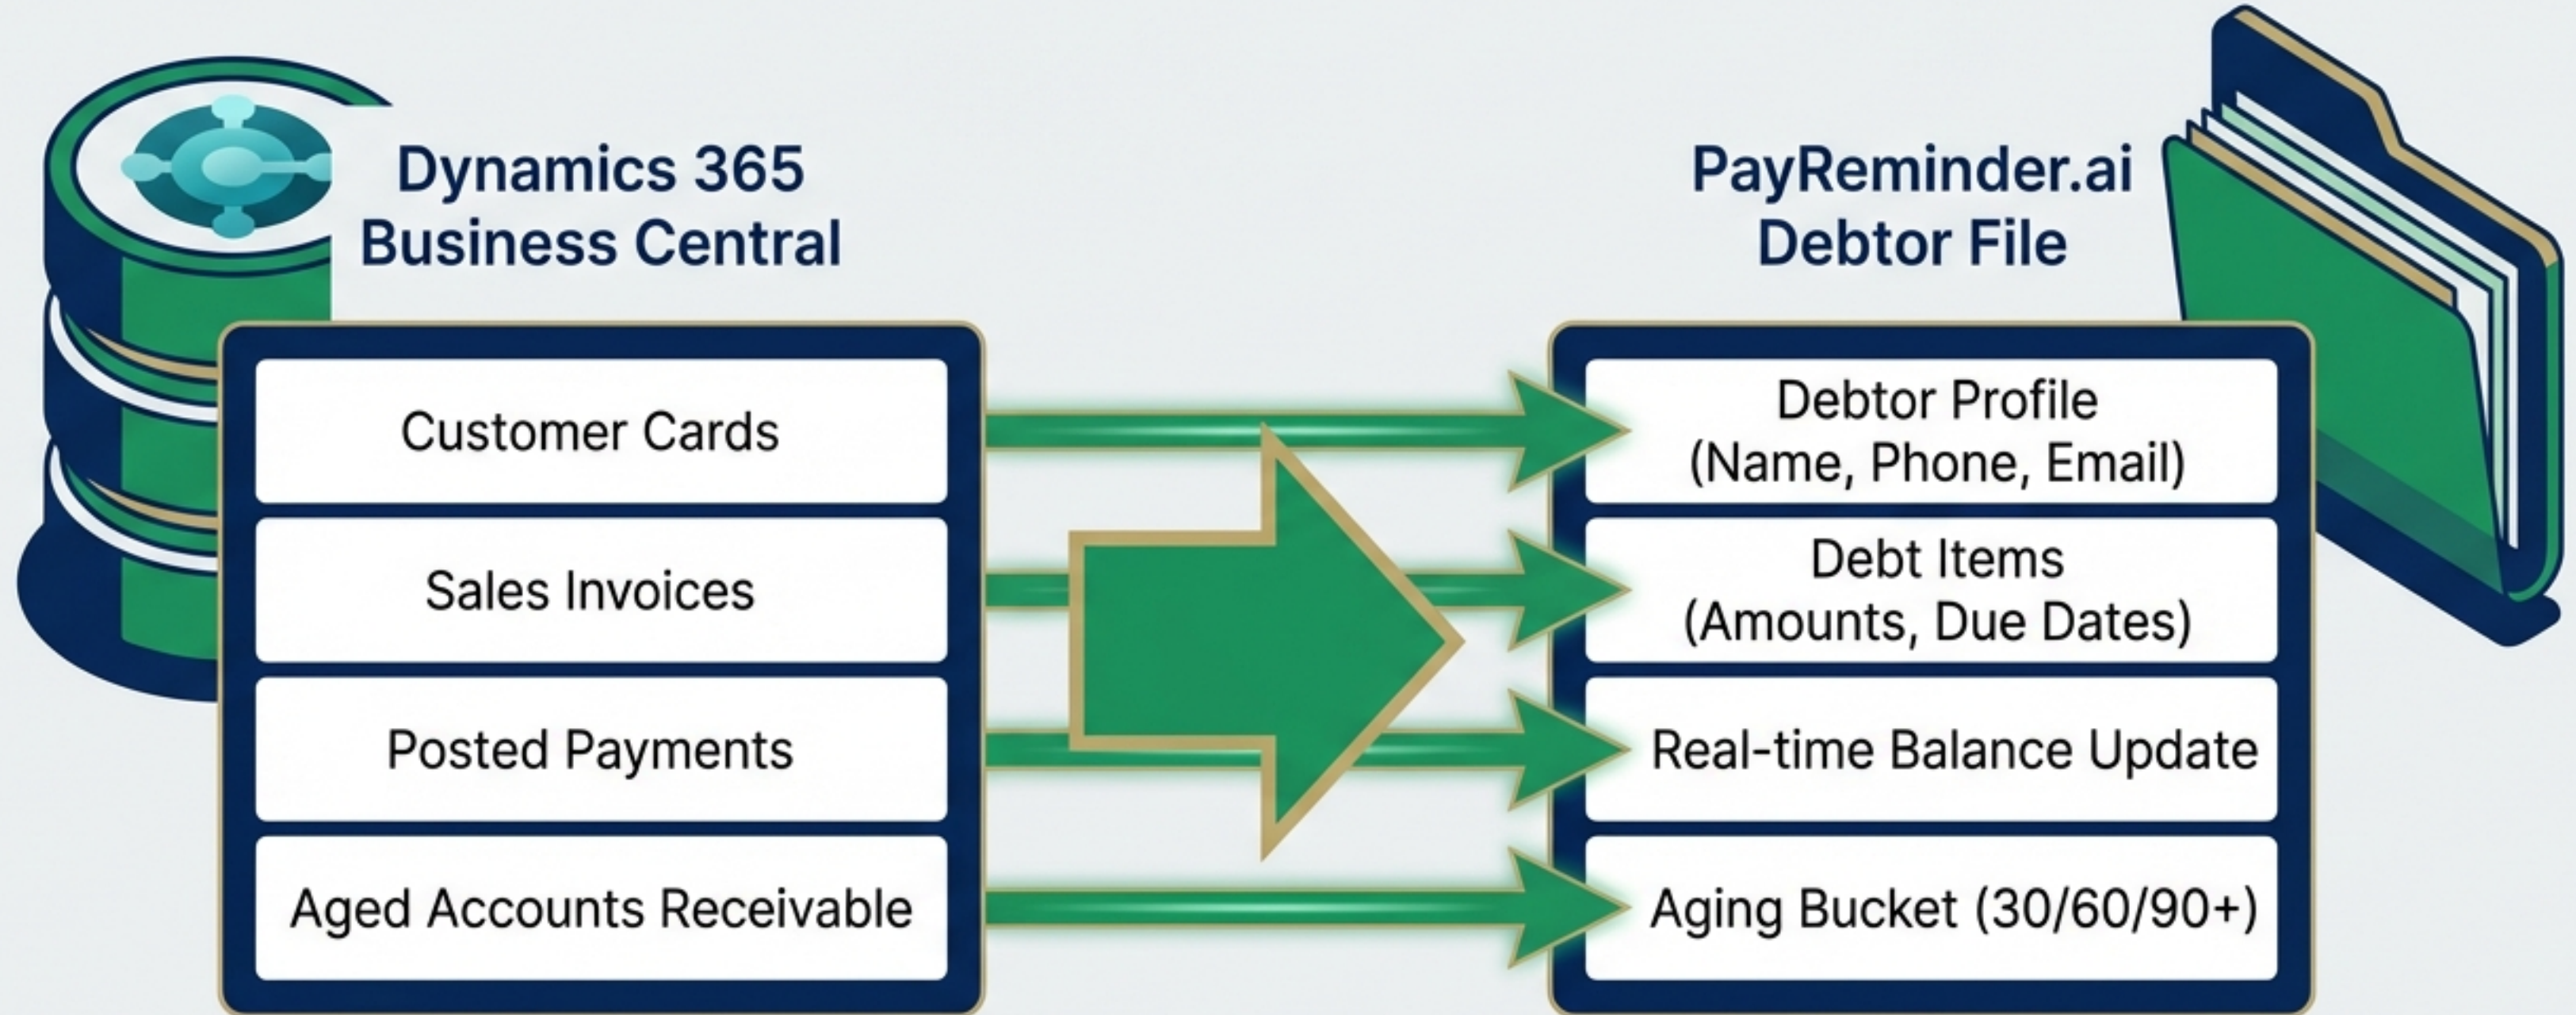 Dynamics 365
Business Central
Customer Cards
Sales Invoices
Posted Payments
Aged Accounts Receivable
PayReminder.ai
Debtor File
Debtor Profile
(Name, Phone, Email)
Debt Items
(Amounts, Due Dates)
Real-time Balance Update
Aging Bucket (30/60/90+)